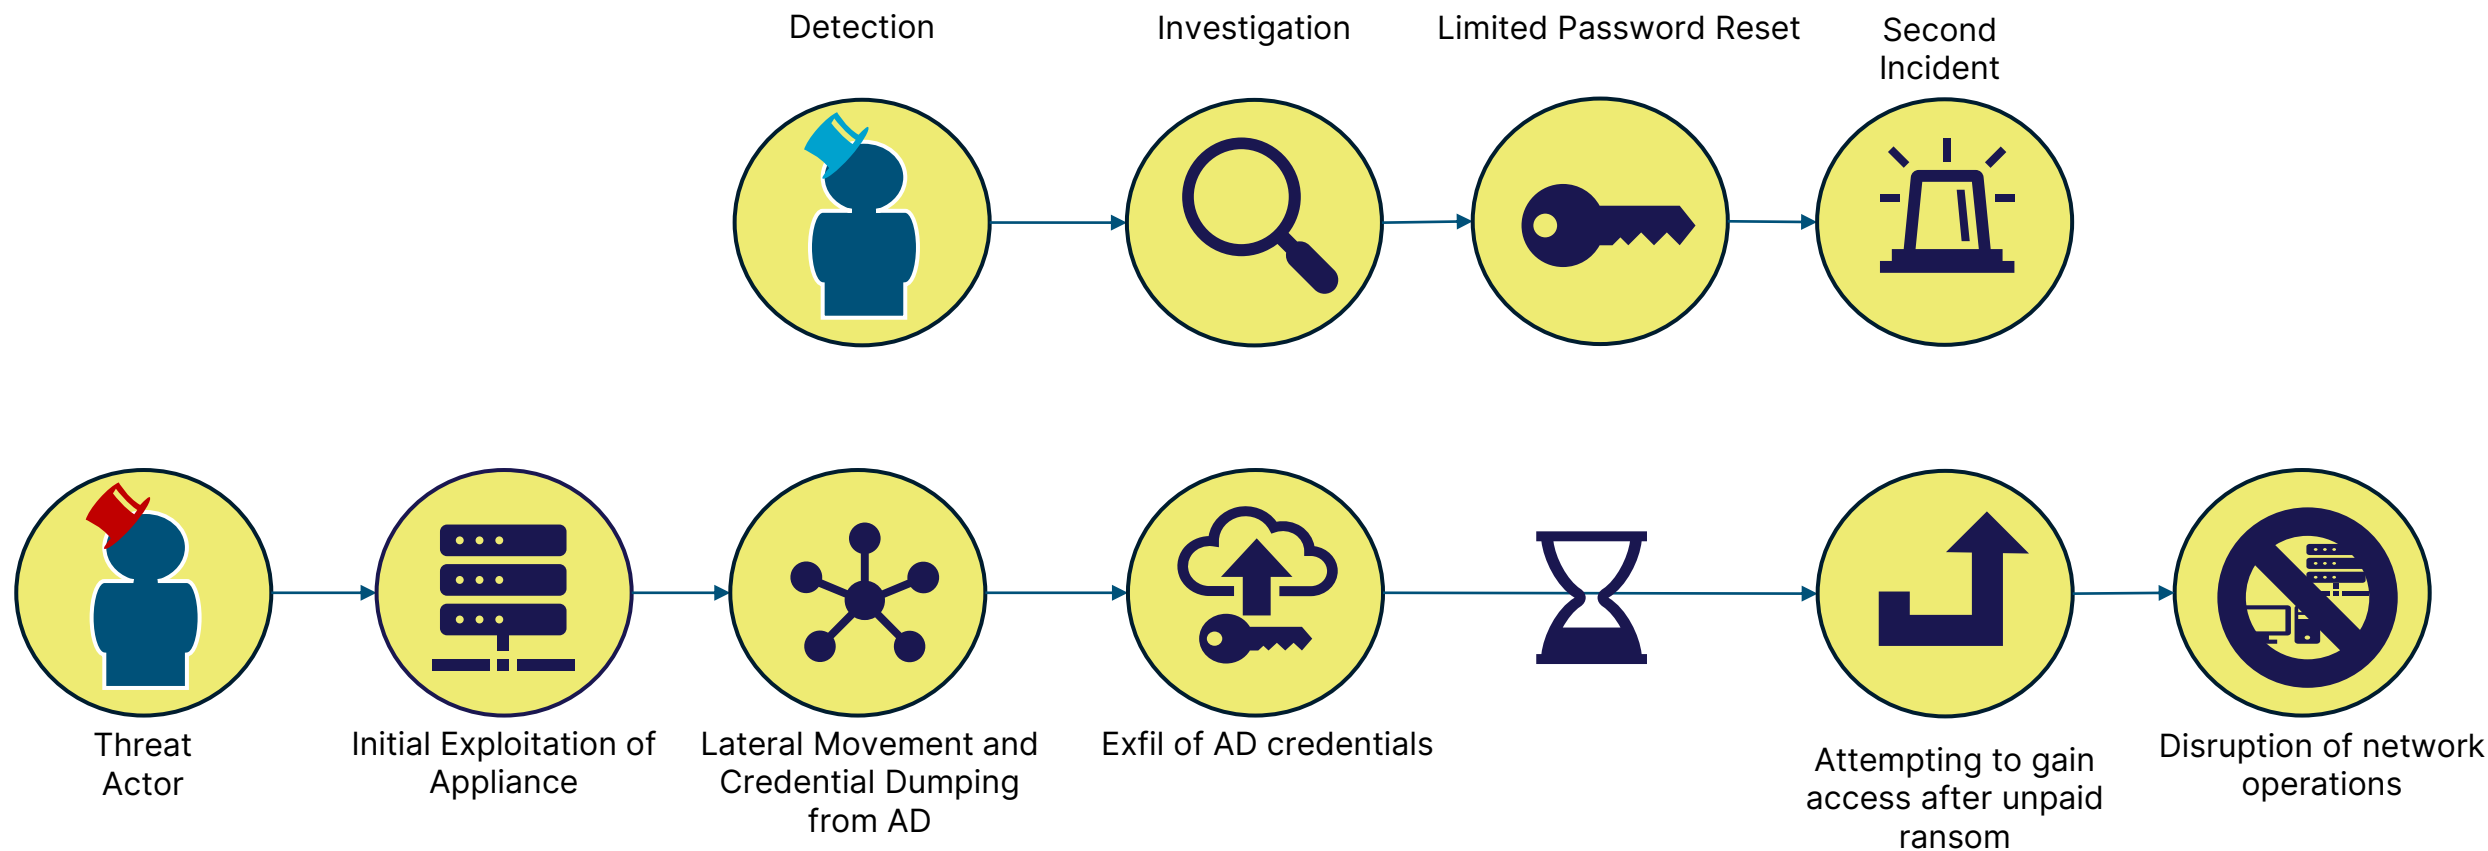 Detection
Investigation
Limited Password Reset
Second
Incident
Threat
Actor
Initial Exploitation of
Appliance
Lateral Movement and
Credential Dumping
from AD
Exfil of AD credentials
Attempting to gain
access after unpaid
ransom
Disruption of network
operations